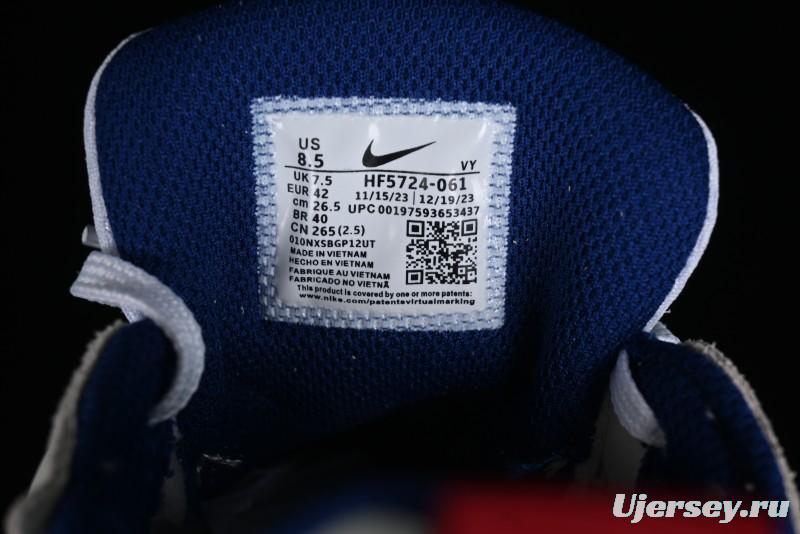 US
8.5
VY
UK 7.5
HF5724-061
EUR 42
11/15/23 | 12/19/23
cm 26.5
UPC 00197593653437
BR 40
CN 265 (2.5)
010NXSBGP12UT
MADE IN VIETNAM
HECHO EN VIETNAM
FABRIQUE AU VIETNAM
FABRICADO NO VIETNÃ
This product is covered by one or more patents:
www.nike.com/patentsvirtualmarking
Ujersey.ru